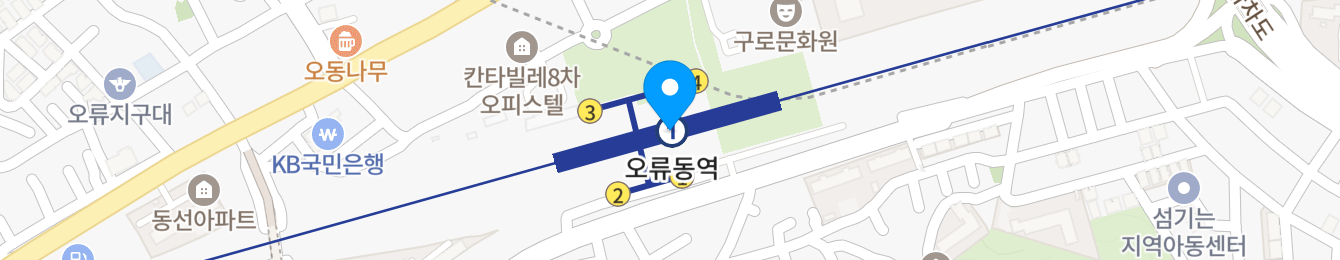 차도
구로문화원
오동나무
칸타빌레8차
오피스텔
4
3
오류지구대
KB국민은행
오류동역
2
동선아파트
섬기는
지역아동센터